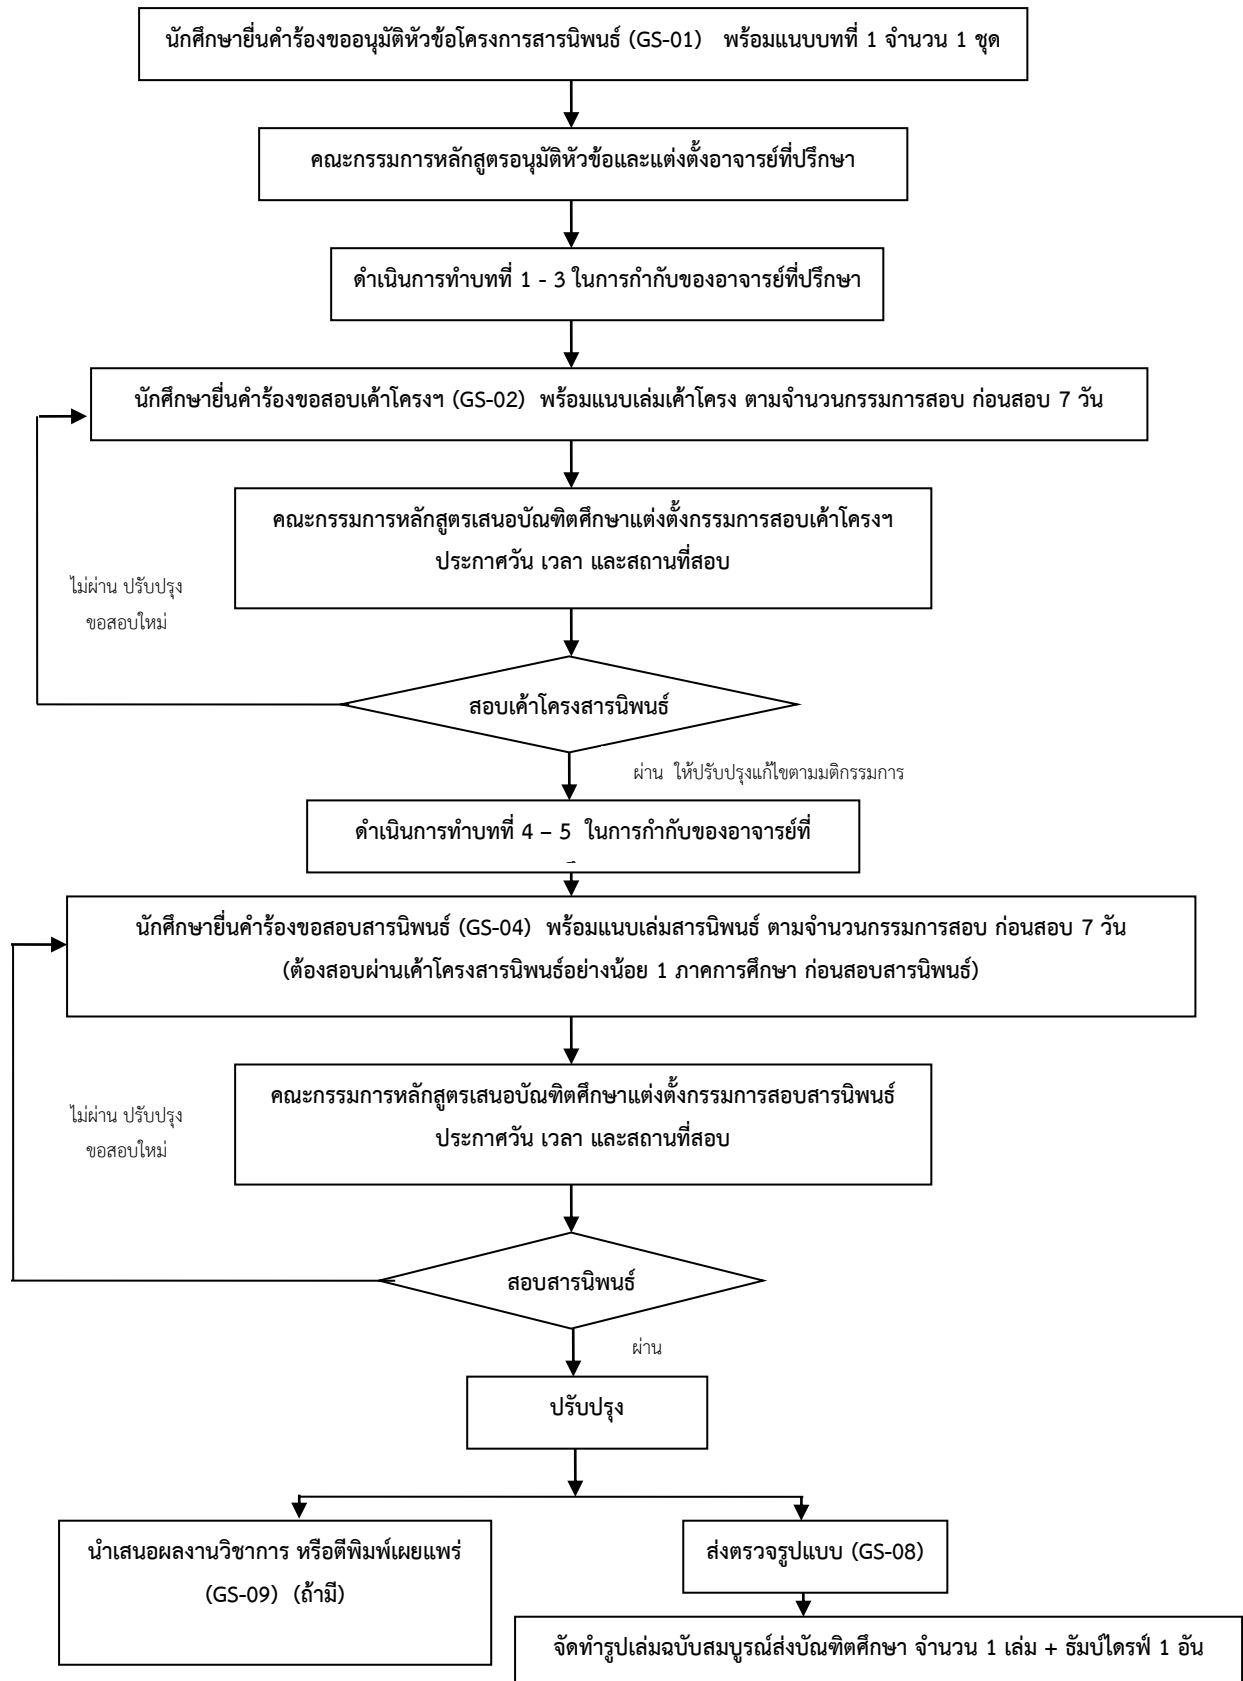 นักศึกษายื่นคำร้องขออนุมัติหัวข้อโครงการสารนิพนธ์ (GS-01) พร้อมแนบบทที่ 1 จำนวน 1 ชุด
คณะกรรมการหลักสูตรอนุมัติหัวข้อและแต่งตั้งอาจารย์ที่ปรึกษา
ดำเนินการทำบทที่ 1 - 3 ในการกำกับของอาจารย์ที่ปรึกษา
นักศึกษายื่นคำร้องขอสอบเค้าโครงฯ (GS-02) พร้อมแนบเล่มเค้าโครง ตามจำนวนกรรมการสอบ ก่อนสอบ 7 วัน
คณะกรรมการหลักสูตรเสนอบัณฑิตศึกษาแต่งตั้งกรรมการสอบเค้าโครงฯ
ประกาศวัน เวลา และสถานที่สอบ
ไม่ผ่าน ปรับปรุง
ขอสอบใหม่
สอบเค้าโครงสารนิพนธ์
ผ่าน ให้ปรับปรุงแก้ไขตามมติกรรมการ
ดำเนินการทำบทที่ 4 – 5 ในการกำกับของอาจารย์ที่
นักศึกษายื่นคำร้องขอสอบสารนิพนธ์ (GS-04) พร้อมแนบเล่มสารนิพนธ์ ตามจำนวนกรรมการสอบ ก่อนสอบ 7 วัน
(ต้องสอบผ่านเค้าโครงสารนิพนธ์อย่างน้อย 1 ภาคการศึกษา ก่อนสอบสารนิพนธ์)
คณะกรรมการหลักสูตรเสนอบัณฑิตศึกษาแต่งตั้งกรรมการสอบสารนิพนธ์
ประกาศวัน เวลา และสถานที่สอบ
ไม่ผ่าน ปรับปรุง
ขอสอบใหม่
สอบสารนิพนธ์
ผ่าน
ปรับปรุง
นำเสนอผลงานวิชาการ หรือตีพิมพ์เผยแพร่
(GS-09) (ถ้ามี)
ส่งตรวจรูปแบบ (GS-08)
จัดทำรูปเล่มฉบับสมบูรณ์ส่งบัณฑิตศึกษา จำนวน 1 เล่ม + ธัมบ์ไดรฟ์ 1 อัน